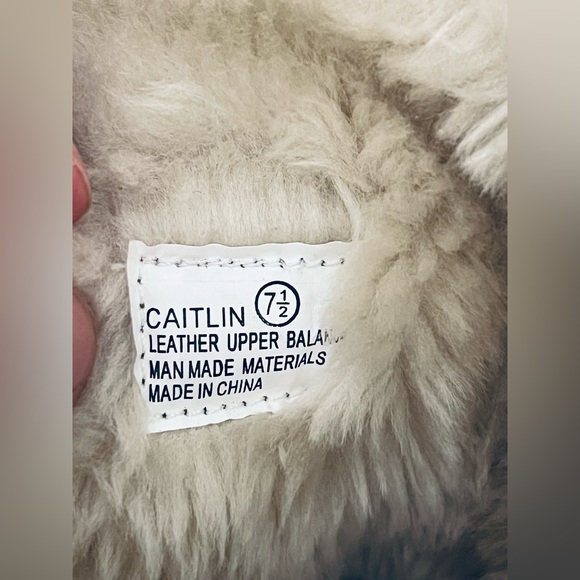 CAITLIN 7½
LEATHER UPPER
MAN MADE MATERIALS
MADE IN CHINA